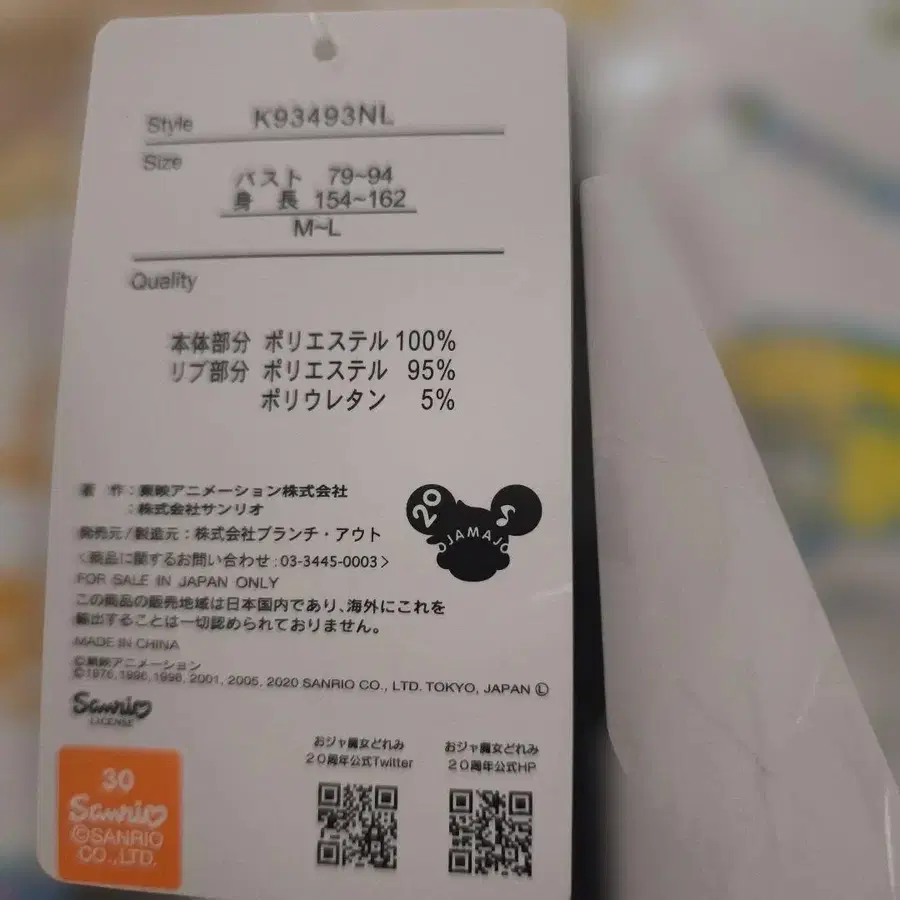 Style K93493NL
Size
バスト 79~94
身 長 154~162
M~L
Quality
本体部分 ポリエステル 100%
リブ部分 ポリエステル 95%
ポリウレタン 5%
著 作:東映アニメーション株式会社
:株式会社サンリオ
発売元/製造元:株式会社ブランチ・アウト
<商品に関するお問い合わせ:03-3445-0003>
FOR SALE IN JAPAN ONLY
この商品の販売地域は日本国内であり、海外にこれを
輸出することは一切認められておりません。
MADE IN CHINA
©東映アニメーション
©1976, 1996, 1998, 2001, 2005, 2020 SANRIO CO., LTD. TOKYO, JAPAN Ⓛ
20
OJAMAJO
Sanrio
LICENSE
おジャ魔女どれみ
20周年公式Twitter
おジャ魔女どれみ
20周年公式HP
30
Sanrio
©SANRIO
CO.,LTD.